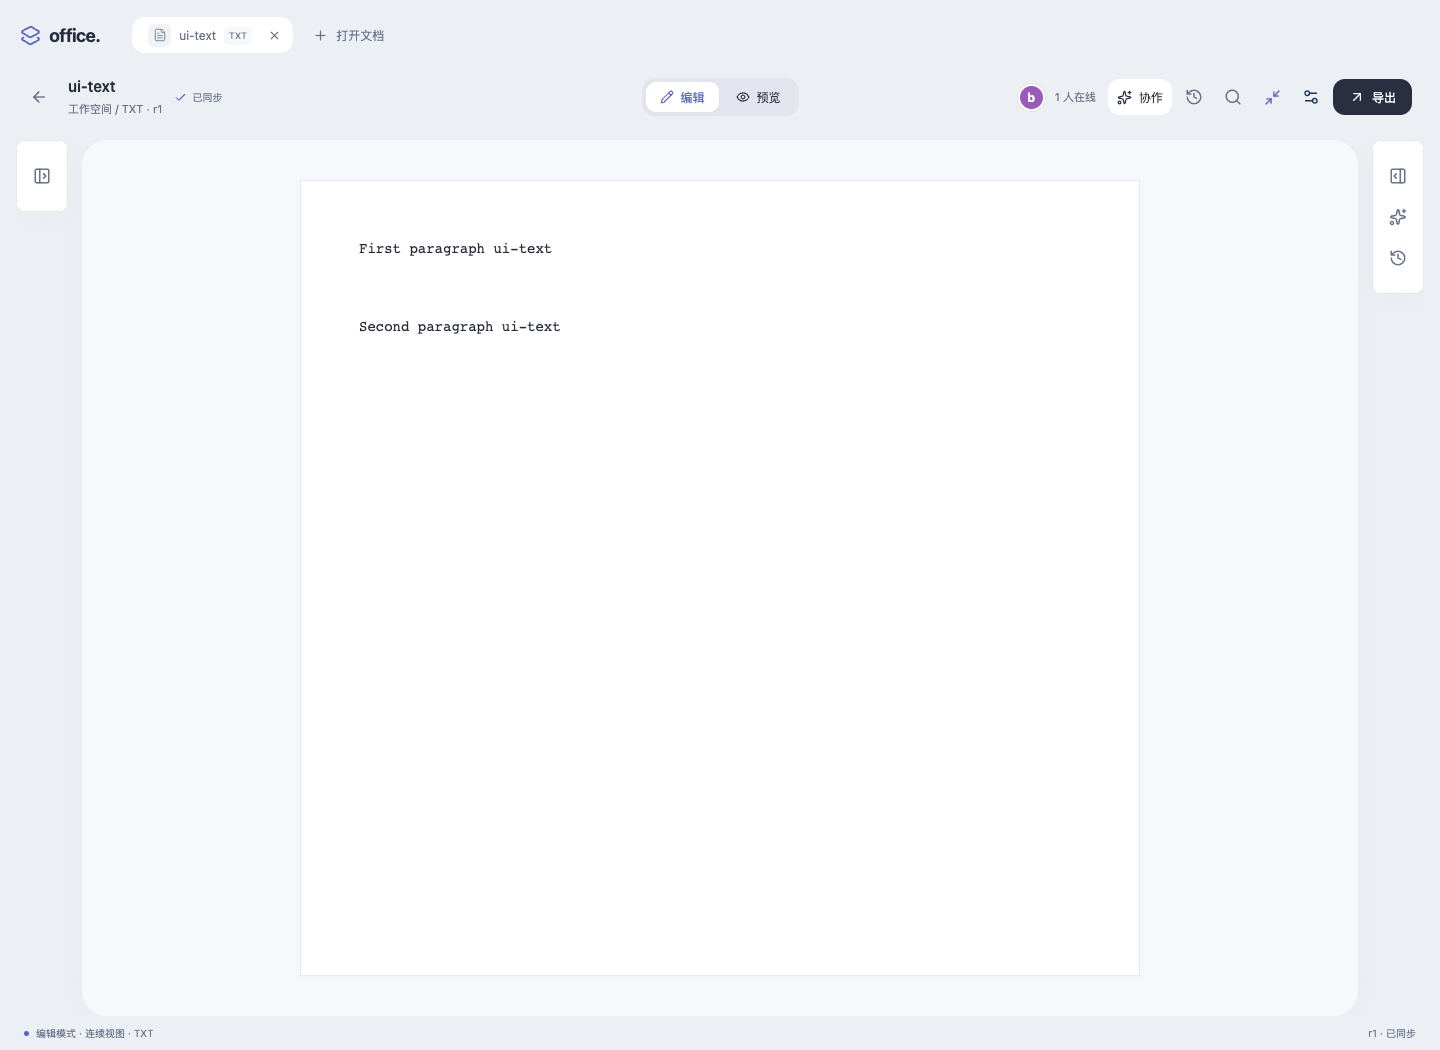 office.
ui-text TXT
打开文档
ui-text
工作空间 / TXT · r1
已同步
编辑
预览
b
1 人在线
协作
导出
First paragraph ui-text
Second paragraph ui-text
编辑模式 · 连续视图 · TXT
r1 · 已同步